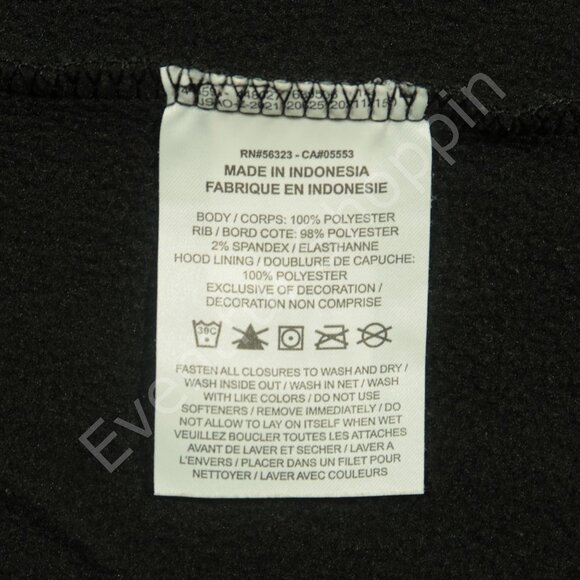 RN#56323 - CA#05553
MADE IN INDONESIA
FABRIQUE EN INDONESIE
BODY / CORPS: 100% POLYESTER
RIB / BORD COTE: 98% POLYESTER
2% SPANDEX / ELASTHANNE
HOOD LINING / DOUBLURE DE CAPUCHE:
100% POLYESTER
EXCLUSIVE OF DECORATION /
DECORATION NON COMPRISE
30C
FASTEN ALL CLOSURES TO WASH AND DRY /
WASH INSIDE OUT / WASH IN NET / WASH
WITH LIKE COLORS / DO NOT USE
SOFTENERS / REMOVE IMMEDIATELY / DO
NOT ALLOW TO LAY ON ITSELF WHEN WET
VEUILLEZ BOUCLER TOUTES LES ATTACHES
AVANT DE LAVER ET SECHER / LAVER A
L'ENVERS / PLACER DANS UN FILET POUR
NETTOYER / LAVER AVEC COULEURS